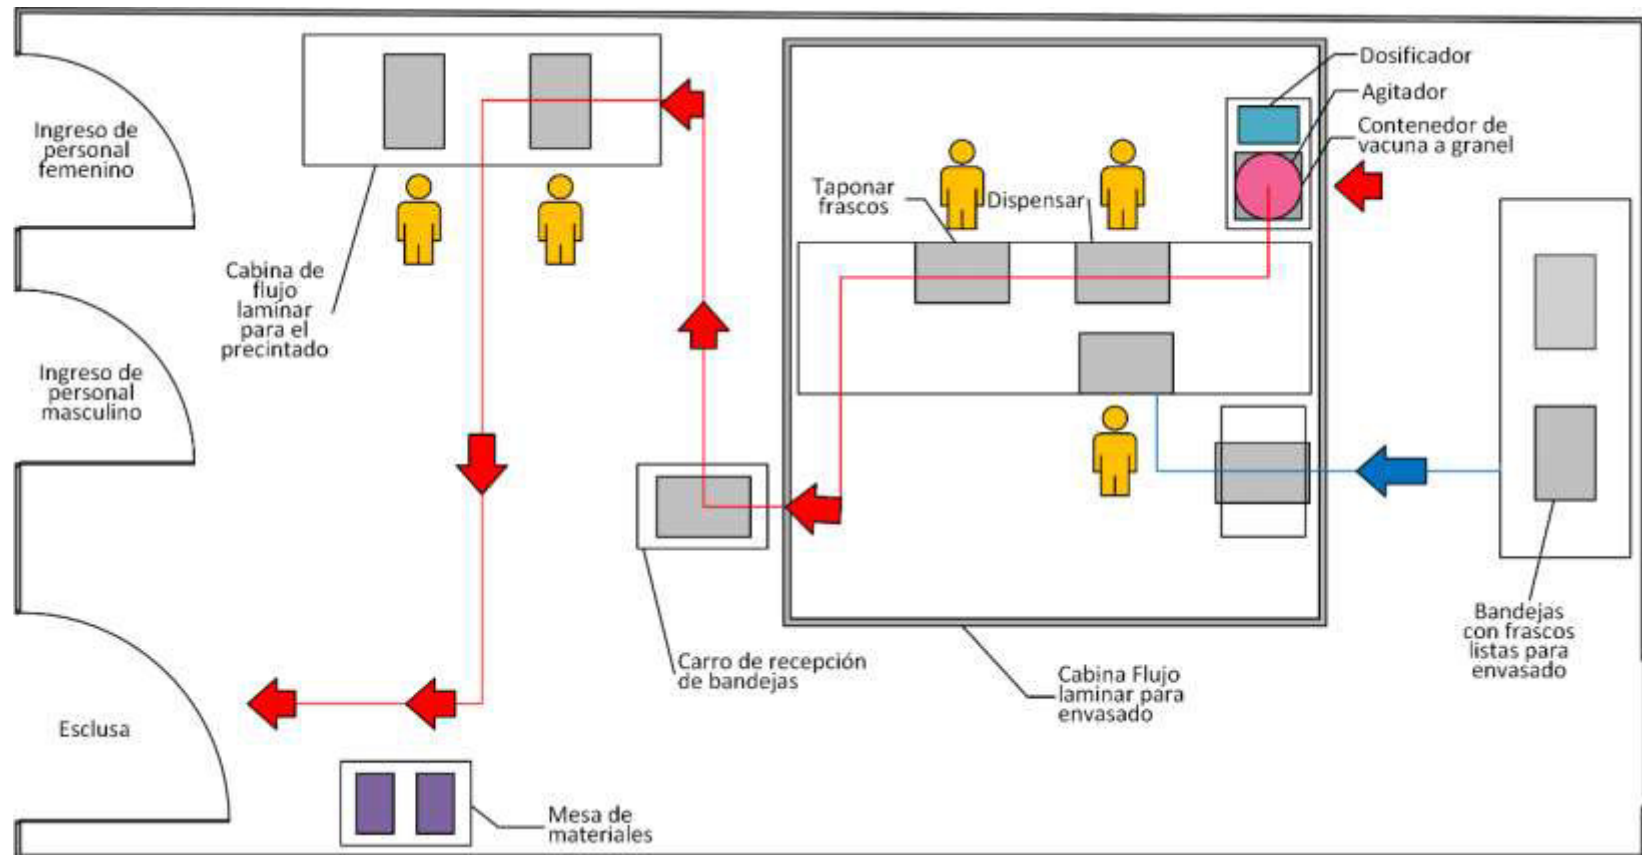 Ingreso de
personal
femenino
Ingreso de
personal
masculino
Esclusa
Cabina de
flujo
laminar
para el
precintado
Mesa de
materiales
Carro de recepción
de bandejas
Taponar
frascos
Dispensar
Dosificador
Agitador
Contenedor de
vacuna a granel
Cabina Flujo
laminar para
envasado
Bandejas
con frascos
listas para
envasado